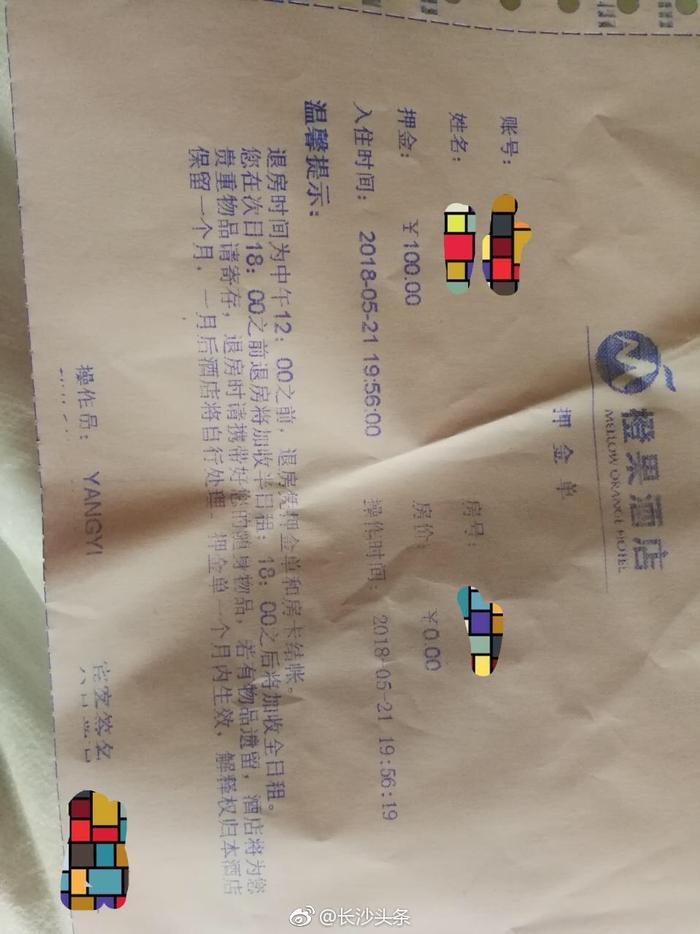 橙果酒店
MELLOW ORANGE HOTEL
押金单
账号： 房号：
姓名： 房价： ￥0.00
押金： ￥100.00 操作时间： 2018-05-21 19:56:19
入住时间： 2018-05-21 19:56:00
温馨提示：
退房时间为中午12：00之前，退房凭押金单和房卡结帐。
您在次日18：00之前退房将加收半日租；18：00之后将加收全日租。
贵重物品请寄存，退房时请携带好您的随身物品，若有物品遗留，酒店将为您
保留一个月，一月后酒店将自行处理。押金单一个月内生效，解释权归本酒店
操作员： YANGYI 宾客签名
@长沙头条